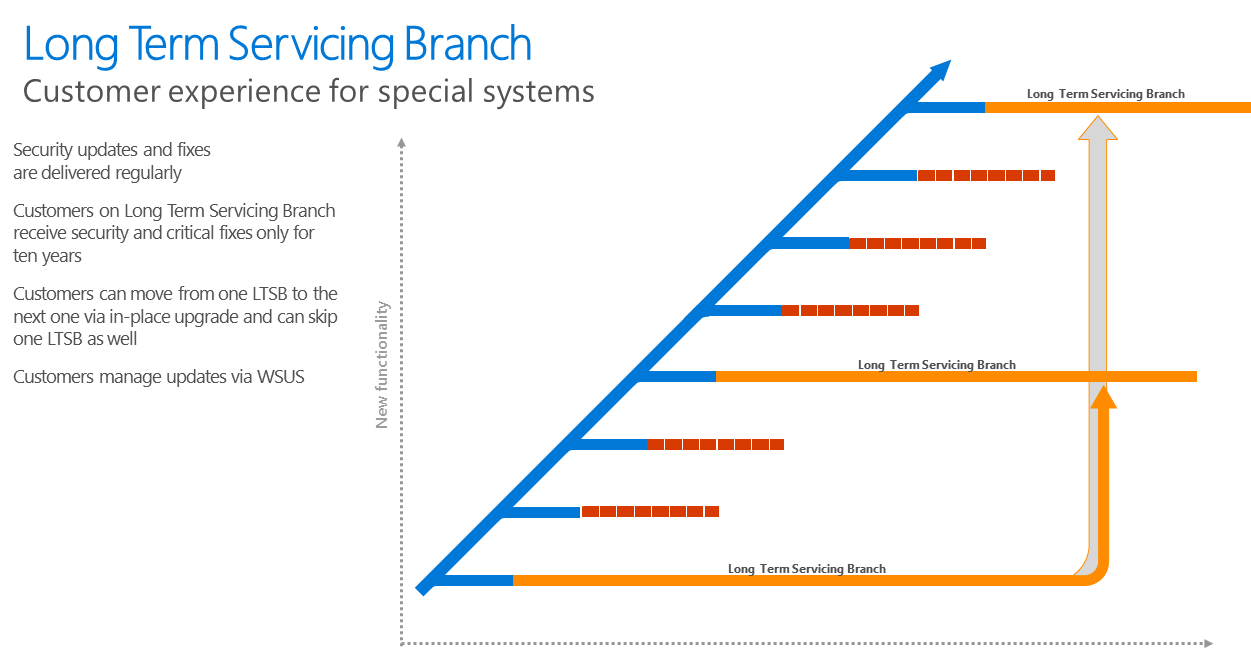 Long Term Servicing Branch
Customer experience for special systems
Security updates and fixes
are delivered regularly
Customers on Long Term Servicing Branch
receive security and critical fixes only for
ten years
Customers can move from one LTSB to the
next one via in-place upgrade and can skip
one LTSB as well
Customers manage updates via WSUS
New functionality
Long Term Servicing Branch
Long Term Servicing Branch
Long Term Servicing Branch